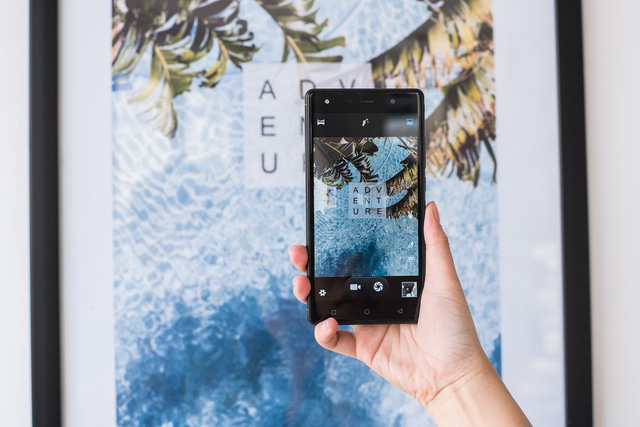 A D V
E N
U
A D V
E N T
U R E